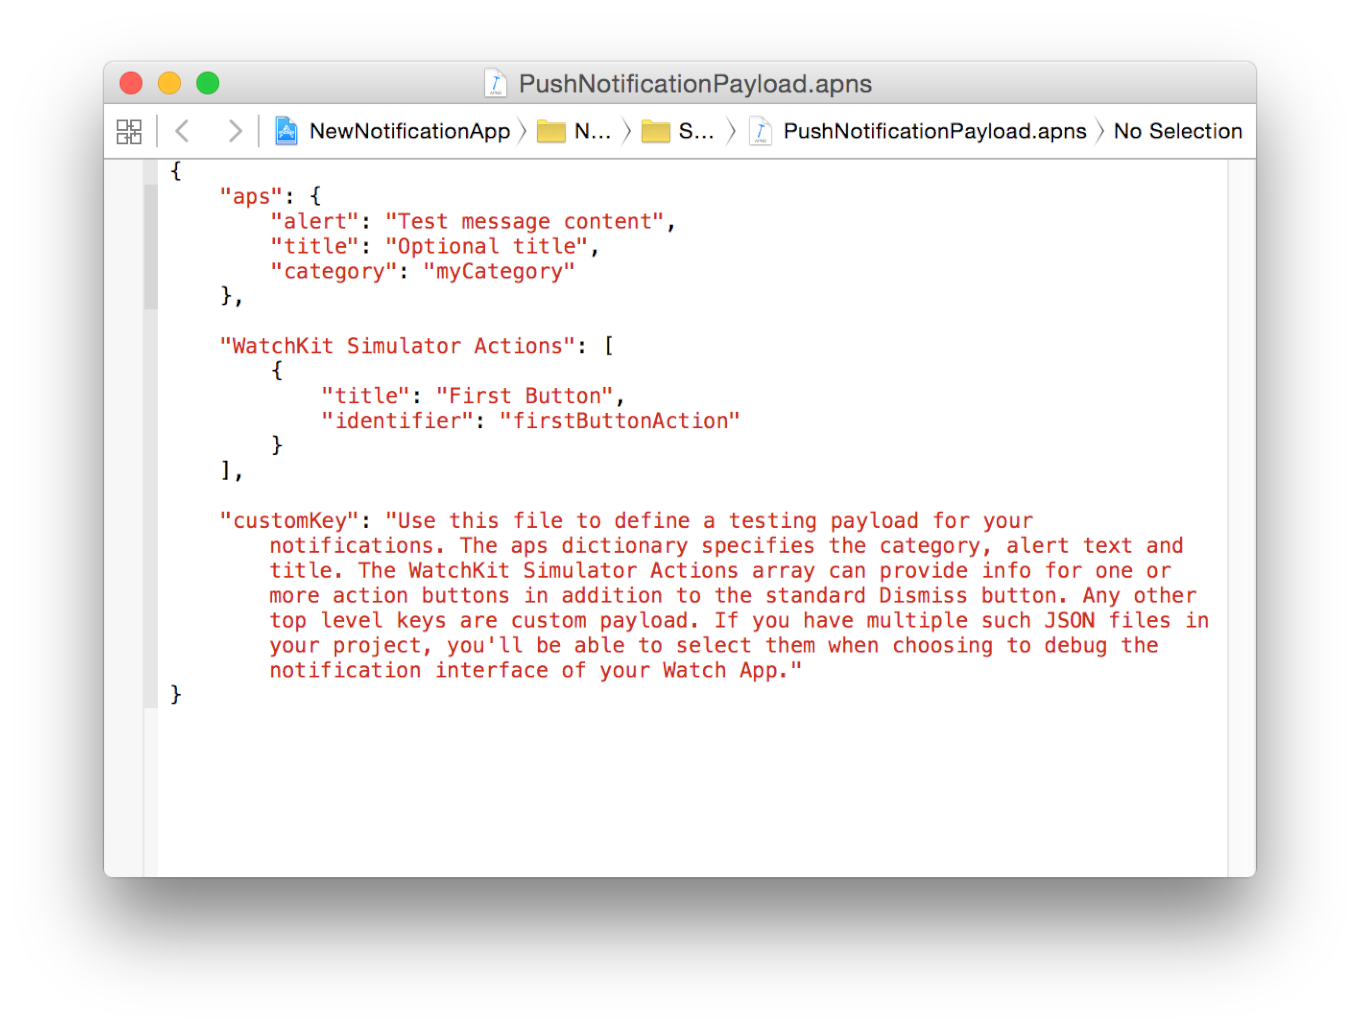 PushNotificationPayload.apns
NewNotificationApp N... S... PushNotificationPayload.apns No Selection
{
"aps": {
"alert": "Test message content",
"title": "Optional title",
"category": "myCategory"
},
"WatchKit Simulator Actions": [
{
"title": "First Button",
"identifier": "firstButtonAction"
}
],
"customKey": "Use this file to define a testing payload for your
notifications. The aps dictionary specifies the category, alert text and
title. The WatchKit Simulator Actions array can provide info for one or
more action buttons in addition to the standard Dismiss button. Any other
top level keys are custom payload. If you have multiple such JSON files in
your project, you'll be able to select them when choosing to debug the
notification interface of your Watch App."
}